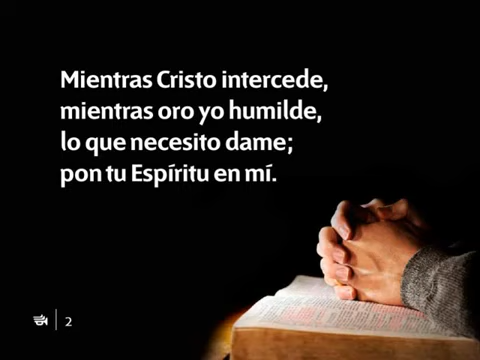 Mientras Cristo intercede,
mientras oro yo humilde,
lo que necesito dame;
pon tu Espíritu en mí.
2